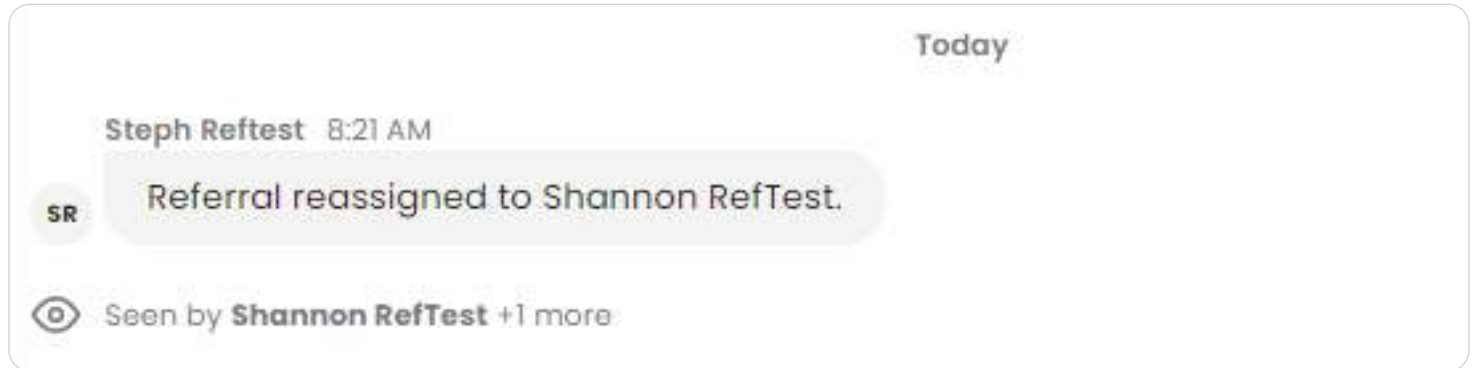 Today
Steph Reftest 8:21 AM
SR
Referral reassigned to Shannon RefTest.
Seen by Shannon RefTest +1 more